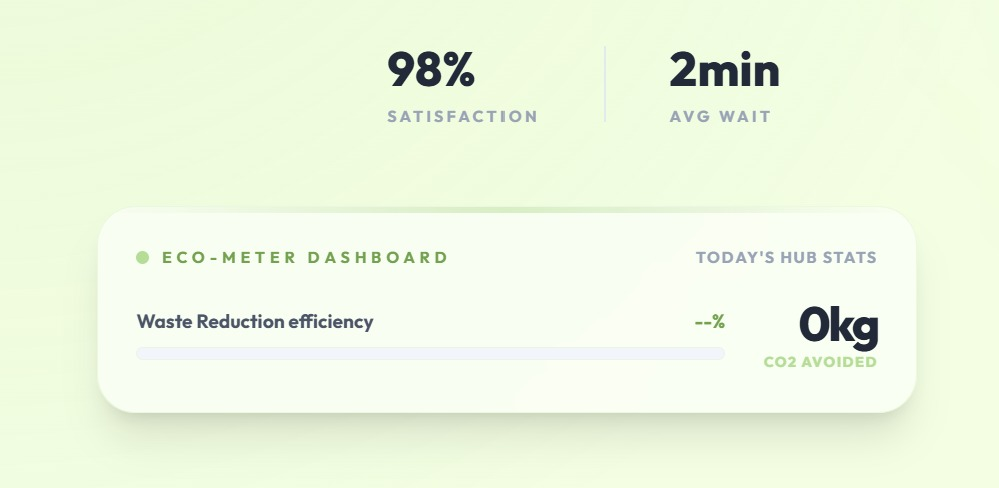 98%
2min
SATISFACTION
AVG WAIT
ECO-METER DASHBOARD
TODAY'S HUB STATS
Waste Reduction efficiency
--%
0kg
CO2 AVOIDED